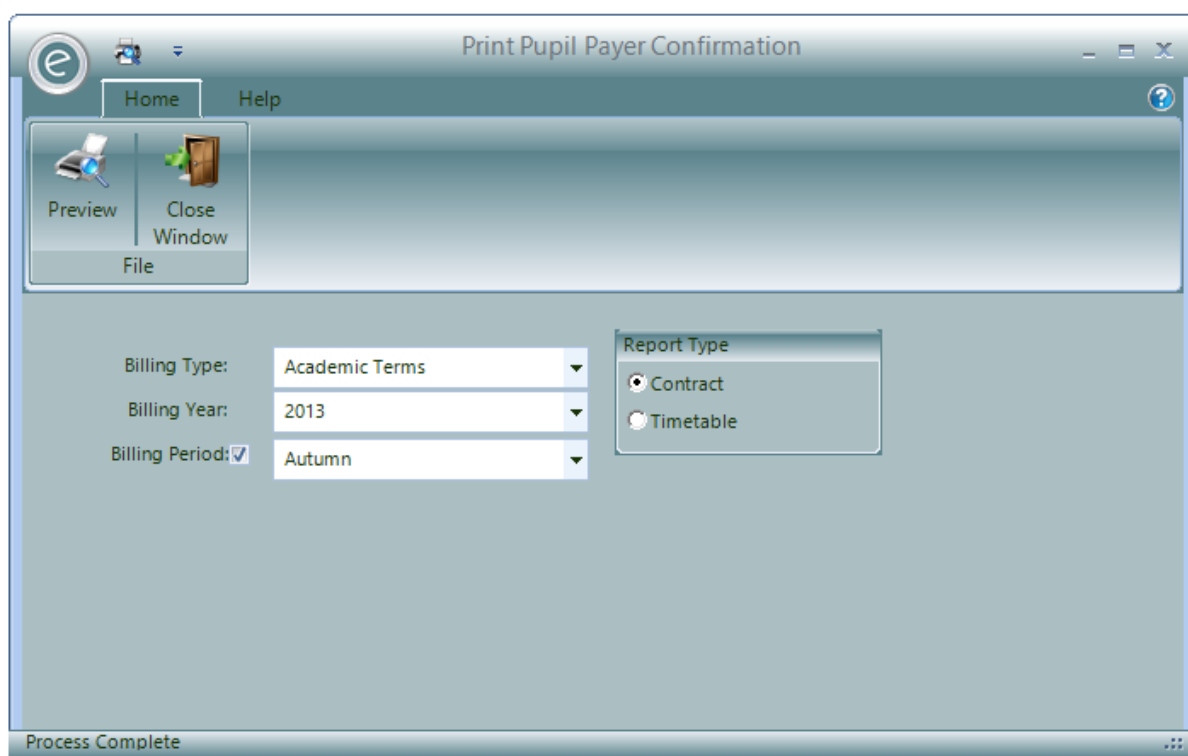 e
Print Pupil Payer Confirmation
Home Help
?
Preview
Close
Window
File
Billing Type: Academic Terms
Billing Year: 2013
Billing Period: Autumn
Report Type
Contract
Timetable
Process Complete